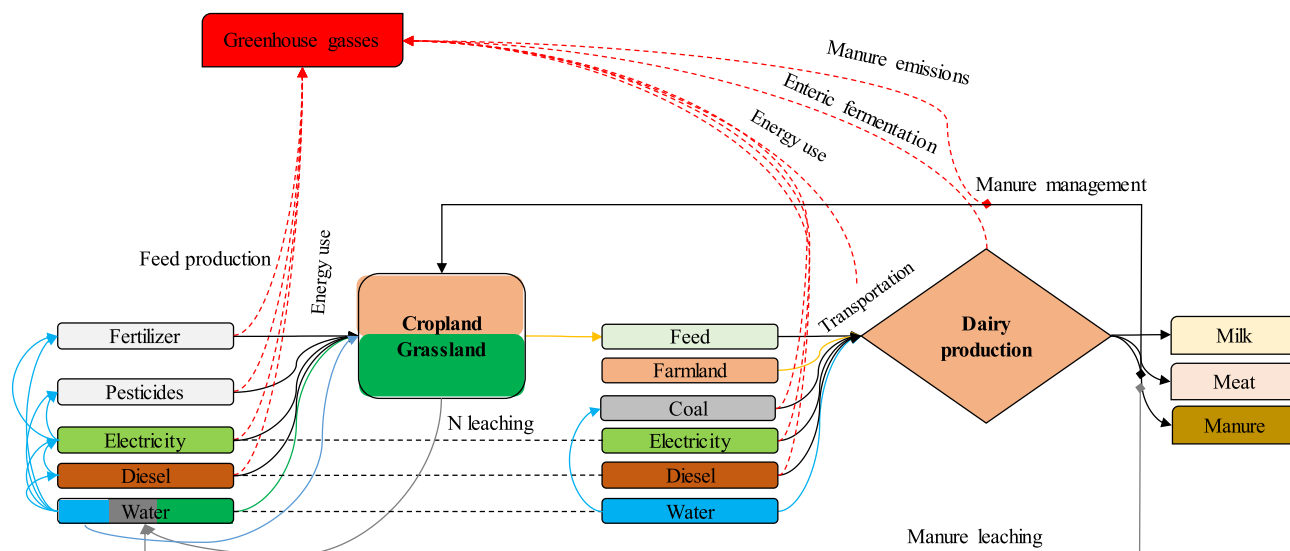 Greenhouse gasses
Manure emissions
Enteric fermentation
Energy use
Manure management
Feed production
Energy use
Transportation
Fertilizer
Cropland
Grassland
Feed
Dairy
production
Milk
Pesticides
Farmland
Meat
Coal
N leaching
Manure
Electricity
Electricity
Diesel
Diesel
Water
Water
Manure leaching